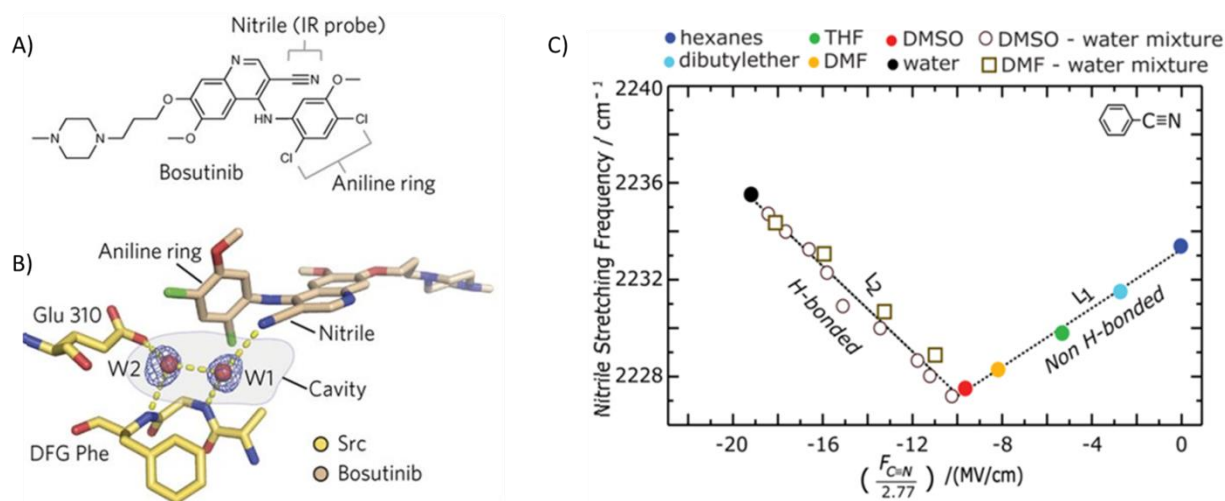 A)
Nitrile (IR probe)
N
N
O
O
HN
O
Cl
Cl
N
N
O
Bosutinib
Aniline ring
B)
Aniline ring
Glu 310
Nitrile
W2
W1
Cavity
DFG Phe
Src
Bosutinib
C)
hexanes THF DMSO DMSO - water mixture
dibutylether DMF water DMF - water mixture
Nitrile Stretching Frequency / cm⁻¹
2240
2236
2232
2228
C≡N
L2
H-bonded
L1
Non H-bonded
-20 -16 -12 -8 -4 0
(F C≡N / 2.77) /(MV/cm)